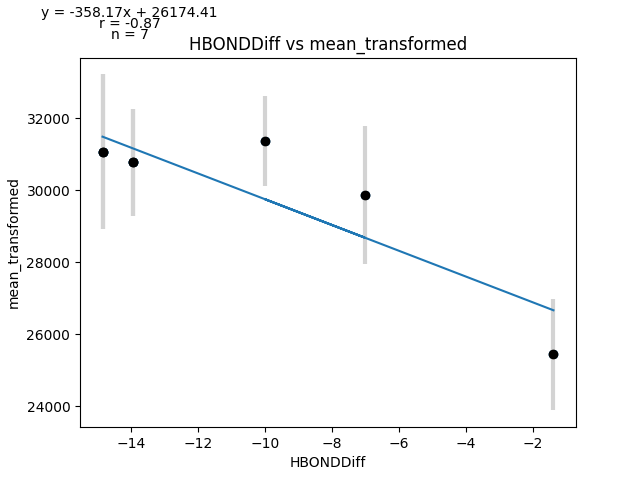 y = -358.17x + 26174.41
r = -0.87
n = 7
HBONDDiff vs mean_transformed
mean_transformed
32000
30000
28000
26000
24000
−14
−12
−10
−8
−6
−4
−2
HBONDDiff